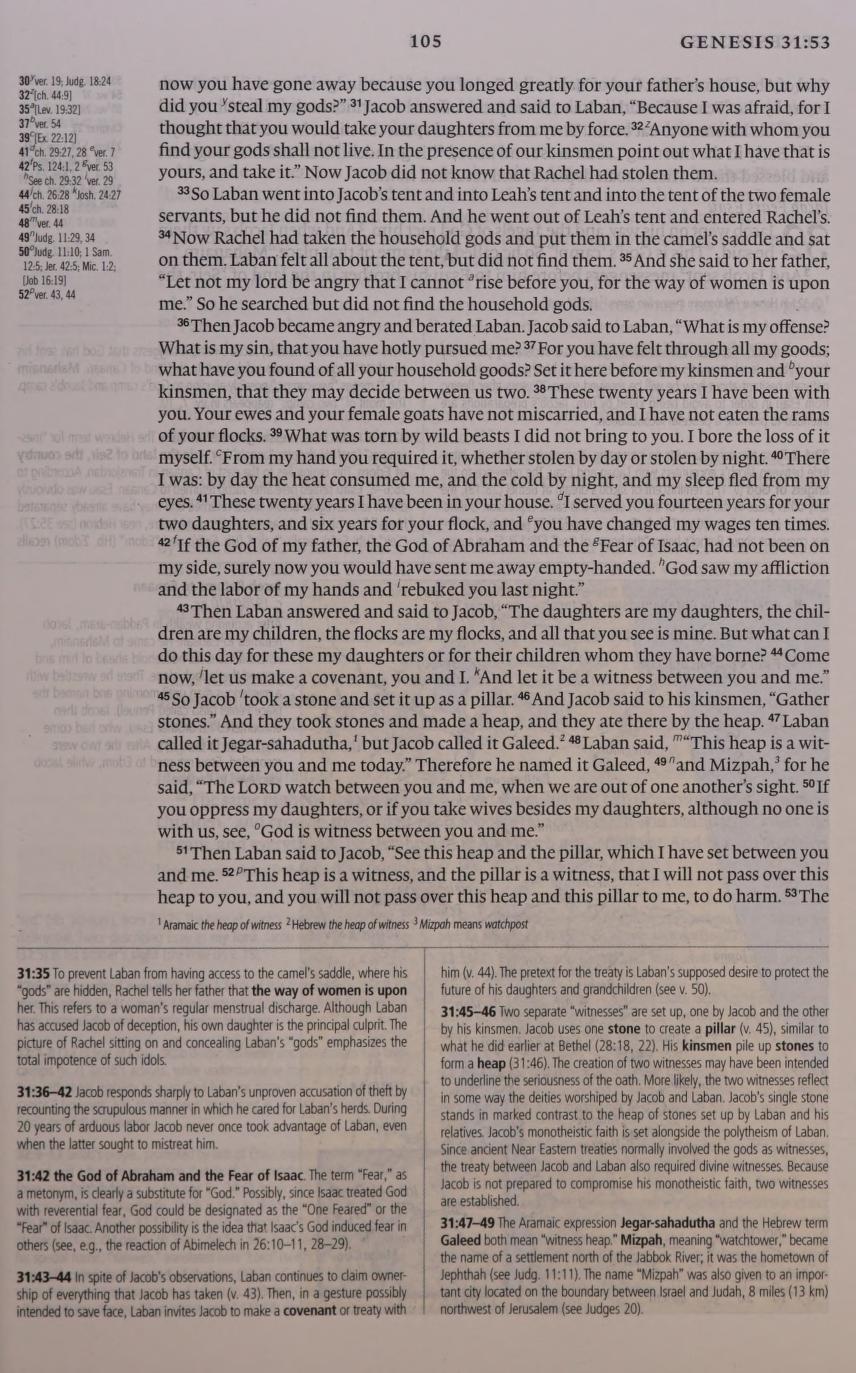 105 GENESIS 31:53
30 y ver. 19; Judg. 18:24
32 z [ch. 44:9]
35 a [Lev. 19:32]
37 b ver. 54
39 c [Ex. 22:12]
41 d ch. 29:27, 28 e ver. 7
42 f Ps. 124:1, 2 g ver. 53
h See ch. 29:32 i ver. 29
44 j ch. 26:28 k Josh. 24:27
45 l ch. 28:18
48 m ver. 44
49 n Judg. 11:29, 34
50 o Judg. 11:10; 1 Sam.
12:5; Jer. 42:5; Mic. 1:2;
[Job 16:19]
52 p ver. 43, 44
now you have gone away because you longed greatly for your father's house, but why
did you y steal my gods?" 31 Jacob answered and said to Laban, "Because I was afraid, for I
thought that you would take your daughters from me by force. 32 z Anyone with whom you
find your gods shall not live. In the presence of our kinsmen point out what I have that is
yours, and take it." Now Jacob did not know that Rachel had stolen them.
33 So Laban went into Jacob's tent and into Leah's tent and into the tent of the two female
servants, but he did not find them. And he went out of Leah's tent and entered Rachel's.
34 Now Rachel had taken the household gods and put them in the camel's saddle and sat
on them. Laban felt all about the tent, but did not find them. 35 And she said to her father,
"Let not my lord be angry that I cannot a rise before you, for the way of women is upon
me." So he searched but did not find the household gods.
36 Then Jacob became angry and berated Laban. Jacob said to Laban, "What is my offense?
What is my sin, that you have hotly pursued me? 37 For you have felt through all my goods;
what have you found of all your household goods? Set it here before my kinsmen and b your
kinsmen, that they may decide between us two. 38 These twenty years I have been with
you. Your ewes and your female goats have not miscarried, and I have not eaten the rams
of your flocks. 39 What was torn by wild beasts I did not bring to you. I bore the loss of it
myself. c From my hand you required it, whether stolen by day or stolen by night. 40 There
I was: by day the heat consumed me, and the cold by night, and my sleep fled from my
eyes. 41 These twenty years I have been in your house. d I served you fourteen years for your
two daughters, and six years for your flock, and e you have changed my wages ten times.
42 f If the God of my father, the God of Abraham and the g Fear of Isaac, had not been on
my side, surely now you would have sent me away empty-handed. h God saw my affliction
and the labor of my hands and i rebuked you last night."
43 Then Laban answered and said to Jacob, "The daughters are my daughters, the chil-
dren are my children, the flocks are my flocks, and all that you see is mine. But what can I
do this day for these my daughters or for their children whom they have borne? 44 Come
now, j let us make a covenant, you and I. k And let it be a witness between you and me."
45 So Jacob l took a stone and set it up as a pillar. 46 And Jacob said to his kinsmen, "Gather
stones." And they took stones and made a heap, and they ate there by the heap. 47 Laban
called it Jegar-sahadutha, 1 but Jacob called it Galeed. 2 48 Laban said, m "This heap is a wit-
ness between you and me today." Therefore he named it Galeed, 49 n and Mizpah, 3 for he
said, "The LORD watch between you and me, when we are out of one another's sight. 50 If
you oppress my daughters, or if you take wives besides my daughters, although no one is
with us, see, o God is witness between you and me."
51 Then Laban said to Jacob, "See this heap and the pillar, which I have set between you
and me. 52 p This heap is a witness, and the pillar is a witness, that I will not pass over this
heap to you, and you will not pass over this heap and this pillar to me, to do harm. 53 The
1 Aramaic the heap of witness 2 Hebrew the heap of witness 3 Mizpah means watchpost
31:35 To prevent Laban from having access to the camel's saddle, where his
"gods" are hidden, Rachel tells her father that the way of women is upon
her. This refers to a woman's regular menstrual discharge. Although Laban
has accused Jacob of deception, his own daughter is the principal culprit. The
picture of Rachel sitting on and concealing Laban's "gods" emphasizes the
total impotence of such idols.
31:36–42 Jacob responds sharply to Laban's unproven accusation of theft by
recounting the scrupulous manner in which he cared for Laban's herds. During
20 years of arduous labor Jacob never once took advantage of Laban, even
when the latter sought to mistreat him.
31:42 the God of Abraham and the Fear of Isaac. The term "Fear," as
a metonym, is clearly a substitute for "God." Possibly, since Isaac treated God
with reverential fear, God could be designated as the "One Feared" or the
"Fear" of Isaac. Another possibility is the idea that Isaac's God induced fear in
others (see, e.g., the reaction of Abimelech in 26:10–11, 28–29).
31:43–44 In spite of Jacob's observations, Laban continues to claim owner-
ship of everything that Jacob has taken (v. 43). Then, in a gesture possibly
intended to save face, Laban invites Jacob to make a covenant or treaty with
him (v. 44). The pretext for the treaty is Laban's supposed desire to protect the
future of his daughters and grandchildren (see v. 50).
31:45–46 Two separate "witnesses" are set up, one by Jacob and the other
by his kinsmen. Jacob uses one stone to create a pillar (v. 45), similar to
what he did earlier at Bethel (28:18, 22). His kinsmen pile up stones to
form a heap (31:46). The creation of two witnesses may have been intended
to underline the seriousness of the oath. More likely, the two witnesses reflect
in some way the deities worshiped by Jacob and Laban. Jacob's single stone
stands in marked contrast to the heap of stones set up by Laban and his
relatives. Jacob's monotheistic faith is set alongside the polytheism of Laban.
Since ancient Near Eastern treaties normally involved the gods as witnesses,
the treaty between Jacob and Laban also required divine witnesses. Because
Jacob is not prepared to compromise his monotheistic faith, two witnesses
are established.
31:47–49 The Aramaic expression Jegar-sahadutha and the Hebrew term
Galeed both mean "witness heap." Mizpah, meaning "watchtower," became
the name of a settlement north of the Jabbok River; it was the hometown of
Jephthah (see Judg. 11:11). The name "Mizpah" was also given to an impor-
tant city located on the boundary between Israel and Judah, 8 miles (13 km)
northwest of Jerusalem (see Judges 20).